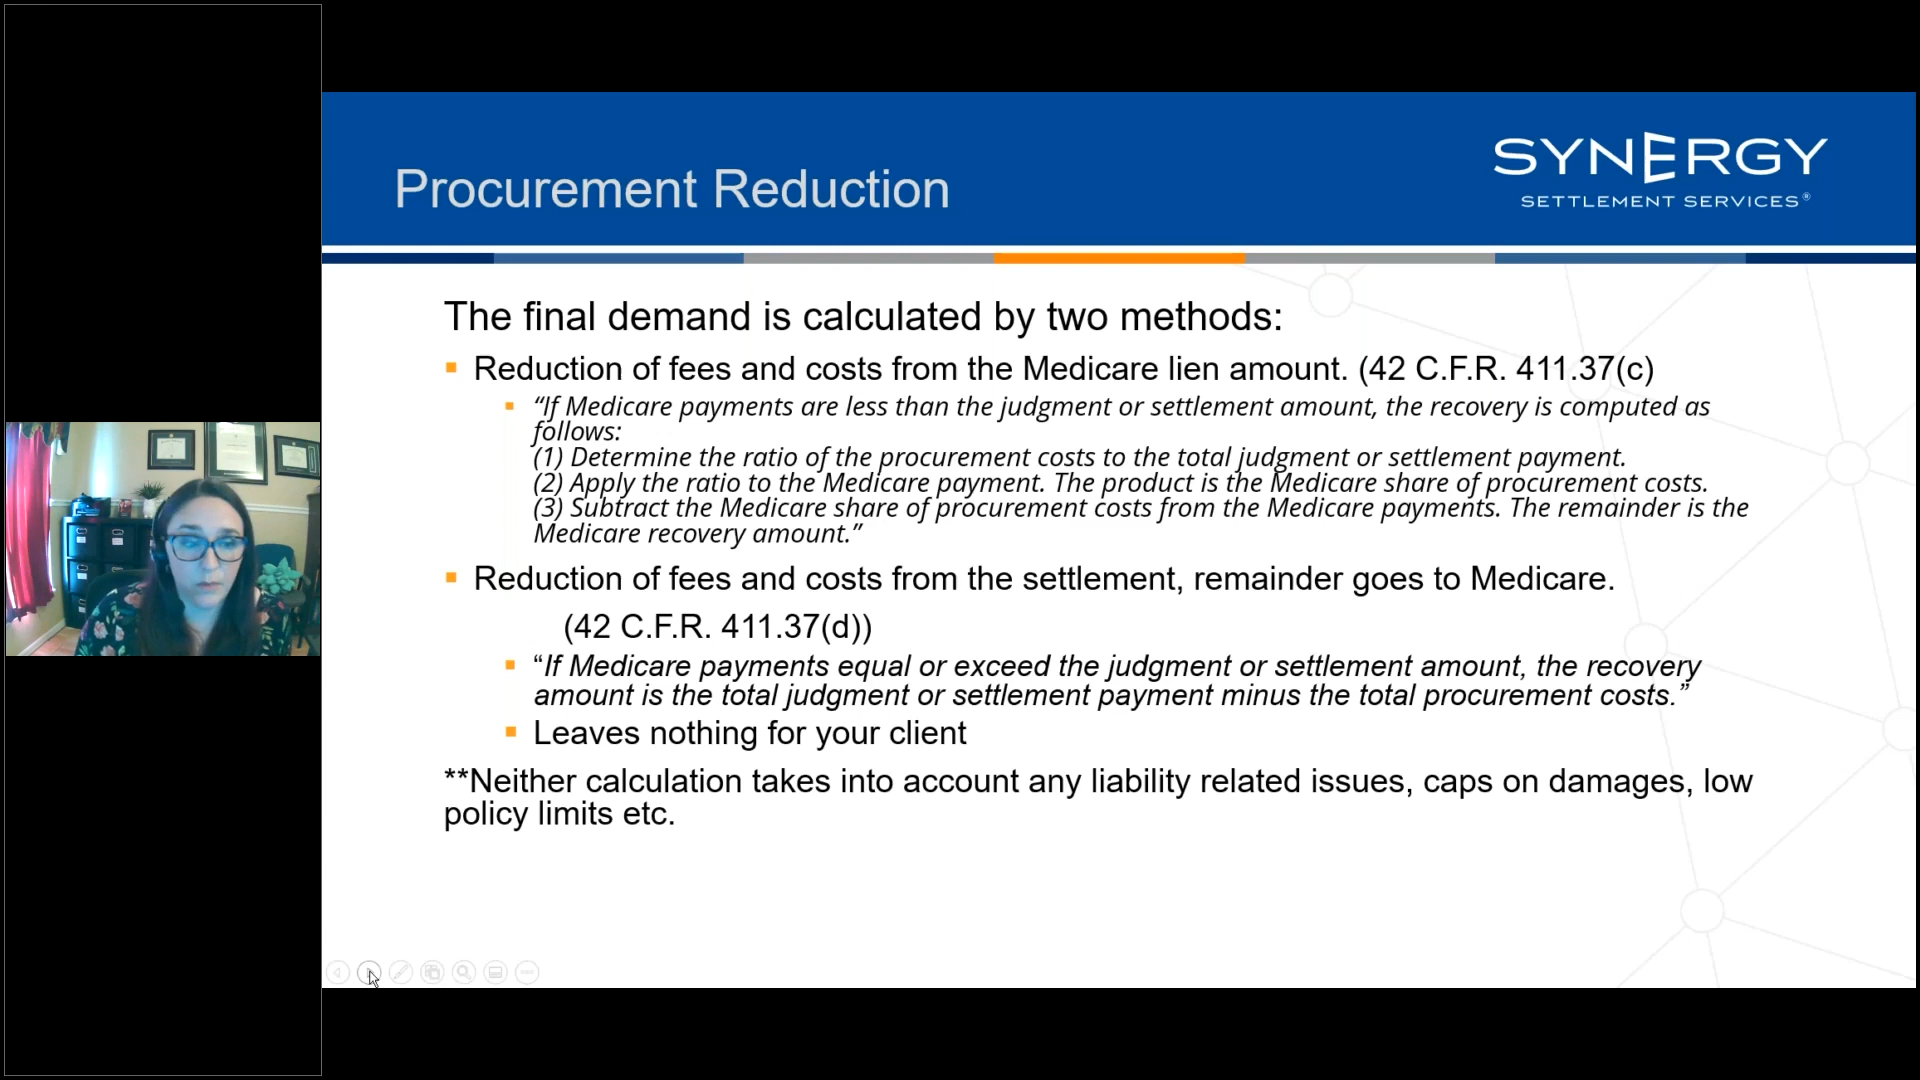 Procurement Reduction
SYNERGY
SETTLEMENT SERVICES®
The final demand is calculated by two methods:
Reduction of fees and costs from the Medicare lien amount. (42 C.F.R. 411.37(c)
“If Medicare payments are less than the judgment or settlement amount, the recovery is computed as
follows:
(1) Determine the ratio of the procurement costs to the total judgment or settlement payment.
(2) Apply the ratio to the Medicare payment. The product is the Medicare share of procurement costs.
(3) Subtract the Medicare share of procurement costs from the Medicare payments. The remainder is the
Medicare recovery amount.”
Reduction of fees and costs from the settlement, remainder goes to Medicare.
(42 C.F.R. 411.37(d))
“If Medicare payments equal or exceed the judgment or settlement amount, the recovery
amount is the total judgment or settlement payment minus the total procurement costs.”
Leaves nothing for your client
**Neither calculation takes into account any liability related issues, caps on damages, low
policy limits etc.